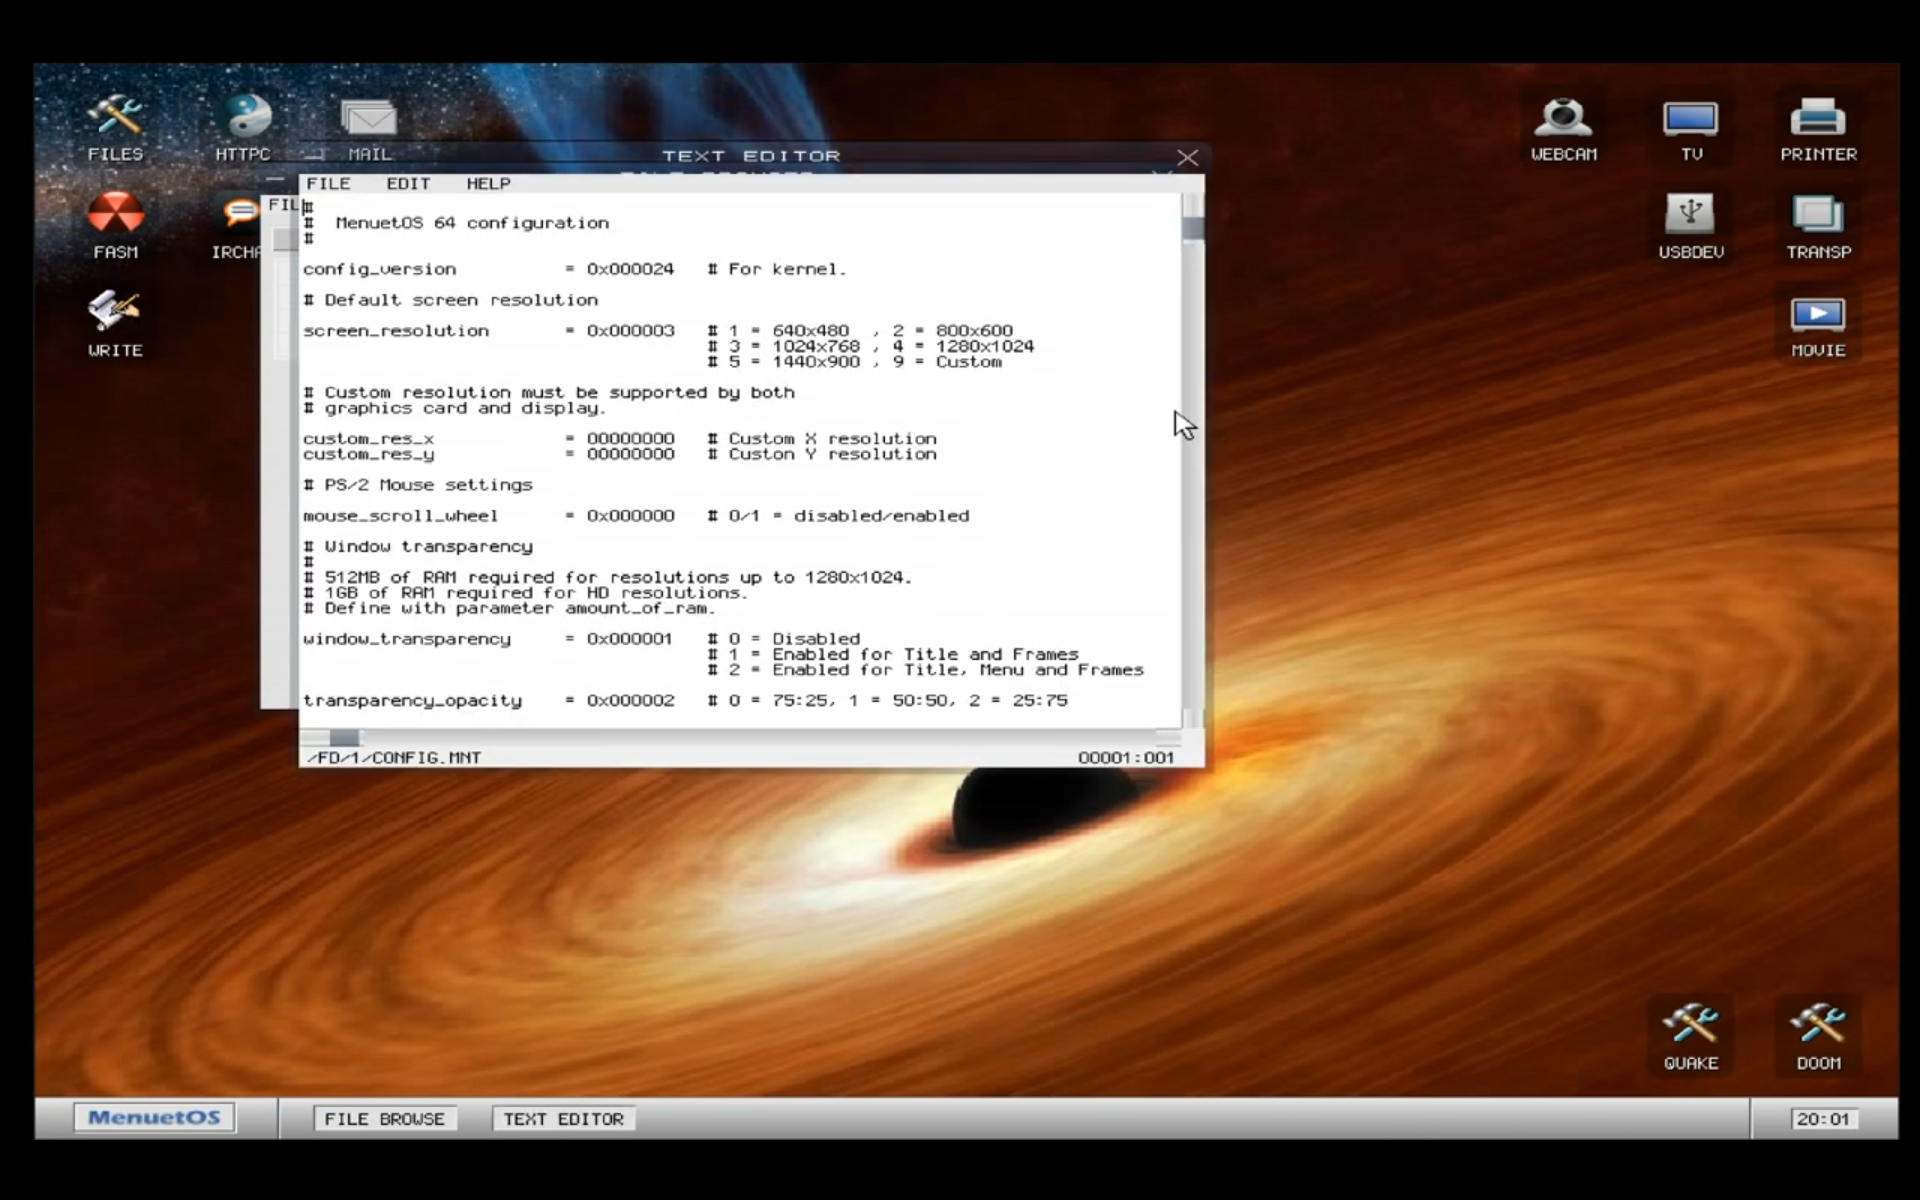 FILES
HTTPC
MAIL
WEBCAM
TV
PRINTER
FASM
IRCHA
USBDEV
TRANSP
WRITE
MOVIE
TEXT EDITOR
FILE EDIT HELP
FIL
#
# MenuetOS 64 configuration
#
config_version = 0x000024 # For kernel.
# Default screen resolution
screen_resolution = 0x000003 # 1 = 640x480 , 2 = 800x600
# 3 = 1024x768 , 4 = 1280x1024
# 5 = 1440x900 , 9 = Custom
# Custom resolution must be supported by both
# graphics card and display.
custom_res_x = 00000000 # Custom X resolution
custom_res_y = 00000000 # Custon Y resolution
# PS/2 Mouse settings
mouse_scroll_wheel = 0x000000 # 0/1 = disabled/enabled
# Window transparency
#
# 512MB of RAM required for resolutions up to 1280x1024.
# 1GB of RAM required for HD resolutions.
# Define with parameter amount_of_ram.
window_transparency = 0x000001 # 0 = Disabled
# 1 = Enabled for Title and Frames
# 2 = Enabled for Title, Menu and Frames
transparency_opacity = 0x000002 # 0 = 75:25, 1 = 50:50, 2 = 25:75
/FD/1/CONFIG.MNT 00001:001
QUAKE
DOOM
MenuetOS
FILE BROWSE
TEXT EDITOR
20:01